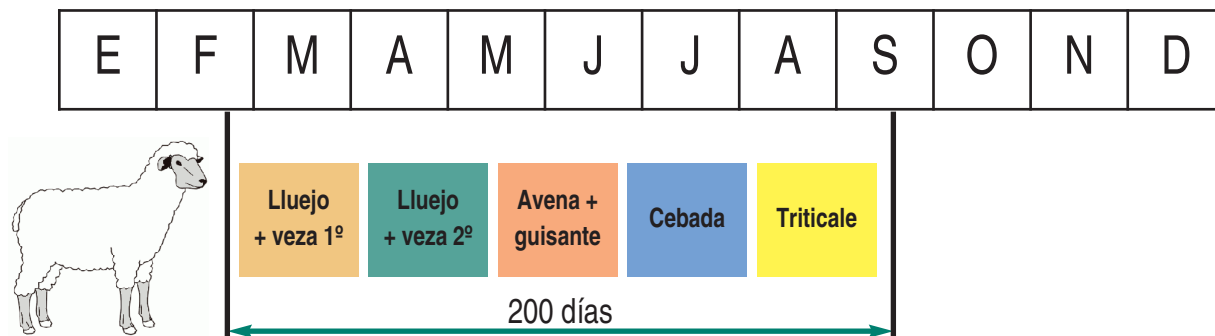 E F M A M J J A S O N D
Lluejo
+ veza 1º
Lluejo
+ veza 2º
Avena +
guisante
Cebada
Triticale
200 días